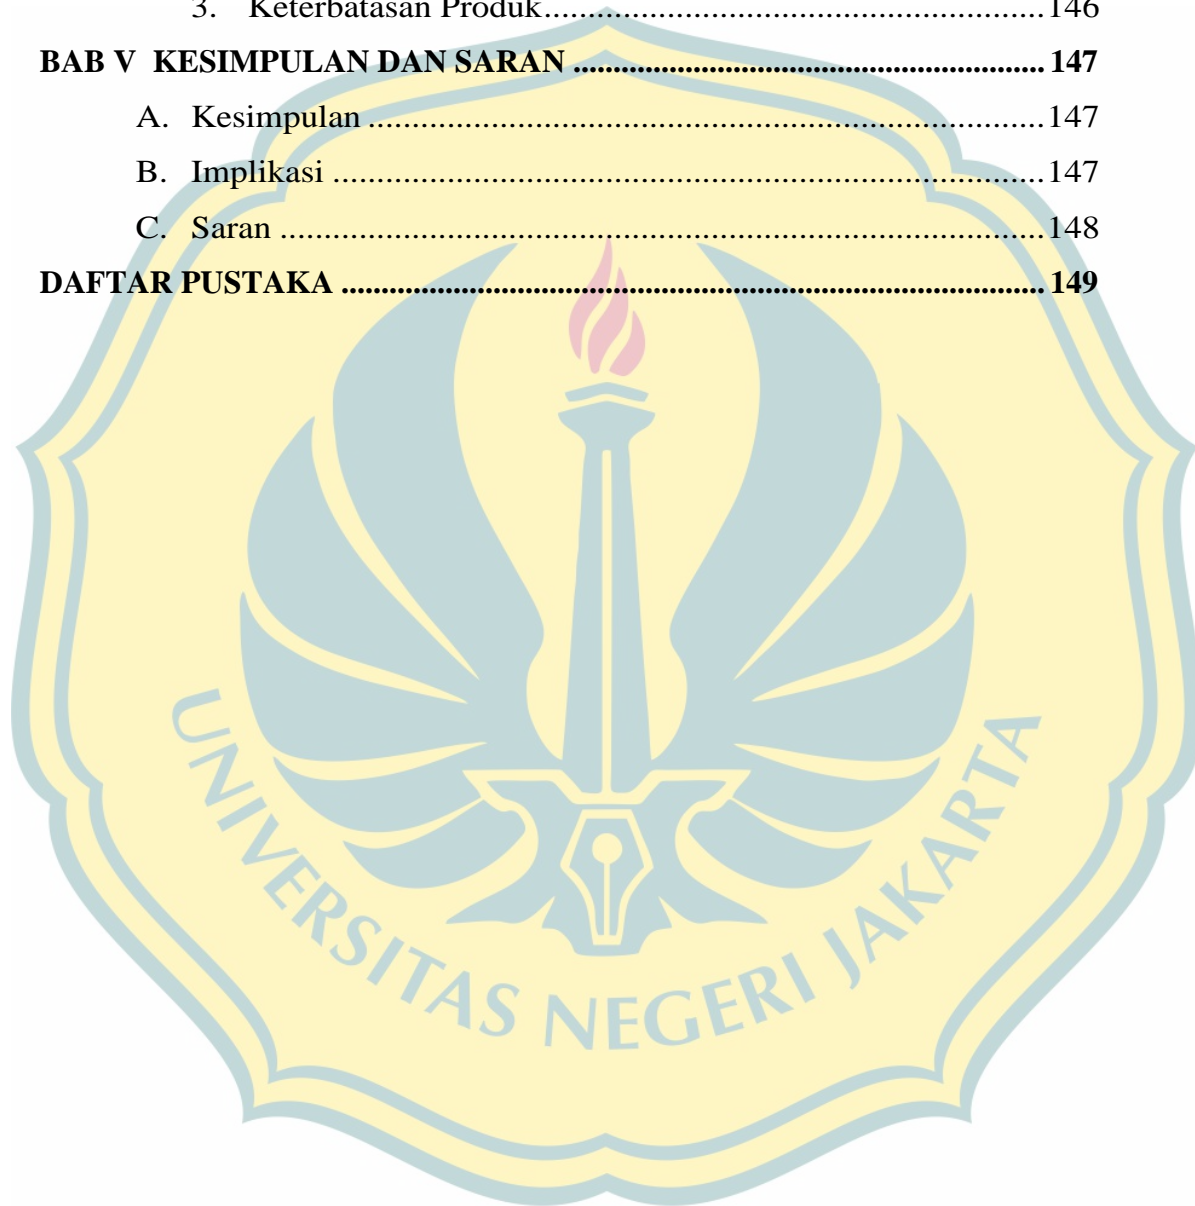 3. Keterbatasan Produk.........................................................146
BAB V KESIMPULAN DAN SARAN ........................................................... 147
A. Kesimpulan .............................................................................147
B. Implikasi .................................................................................147
C. Saran .......................................................................................148
DAFTAR PUSTAKA ........................................................................................ 149
UNIVERSITAS NEGERI JAKARTA